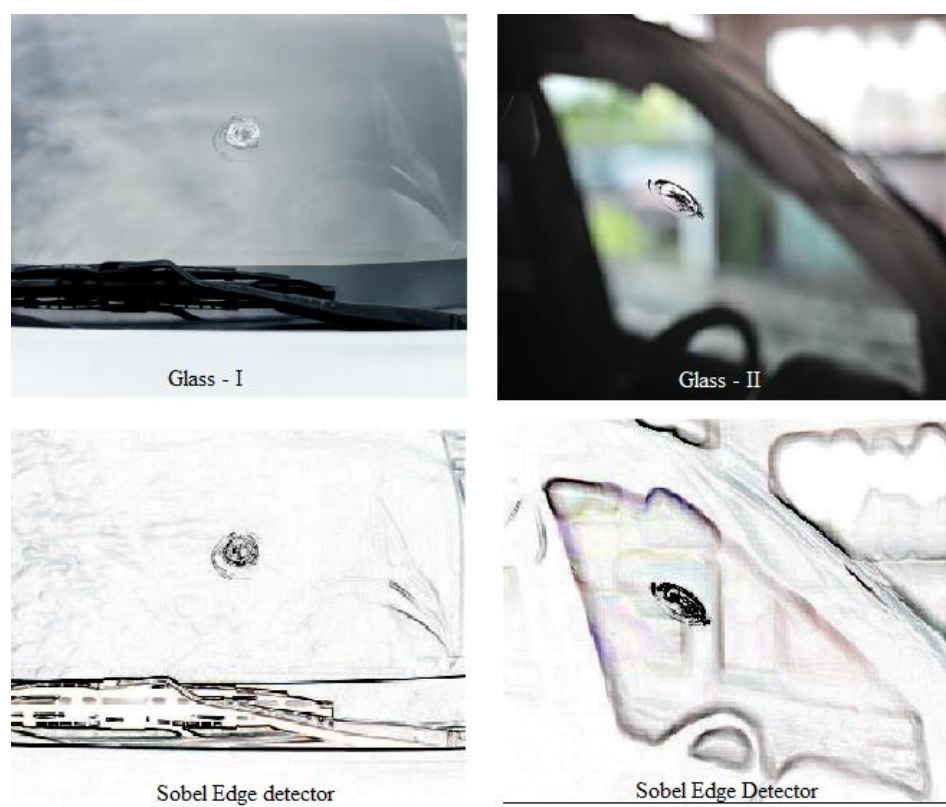 Glass - I
Glass - II
Sobel Edge detector
Sobel Edge Detector